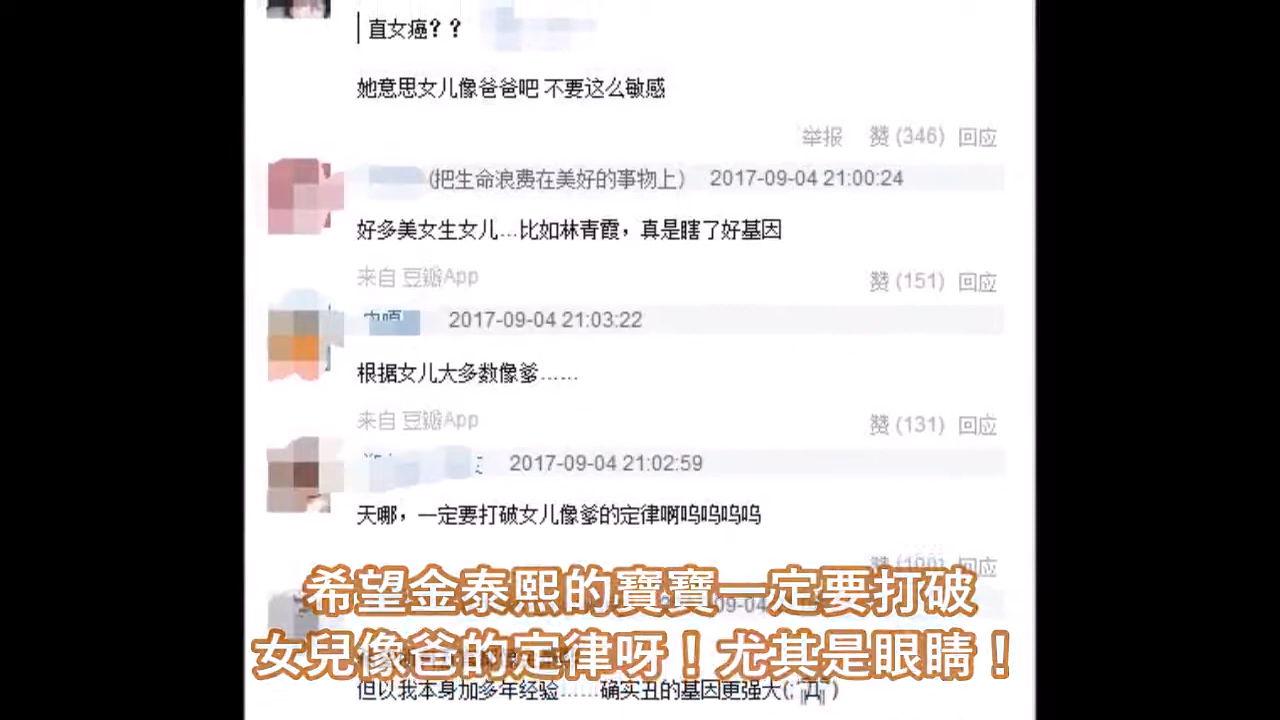 直女癌？？
她意思女儿像爸爸吧 不要这么敏感
举报 赞 (346) 回应
(把生命浪费在美好的事物上) 2017-09-04 21:00:24
好多美女生女儿...比如林青霞，真是瞎了好基因
来自 豆瓣App
赞 (151) 回应
2017-09-04 21:03:22
根据女儿大多数像爹……
来自 豆瓣App
赞 (131) 回应
2017-09-04 21:02:59
天哪，一定要打破女儿像爹的定律啊呜呜呜呜
赞 回应
希望金泰熙的寶寶一定要打破
女兒像爸的定律呀！尤其是眼睛！
但以我本身加多年经验……确实丑的基因更强大